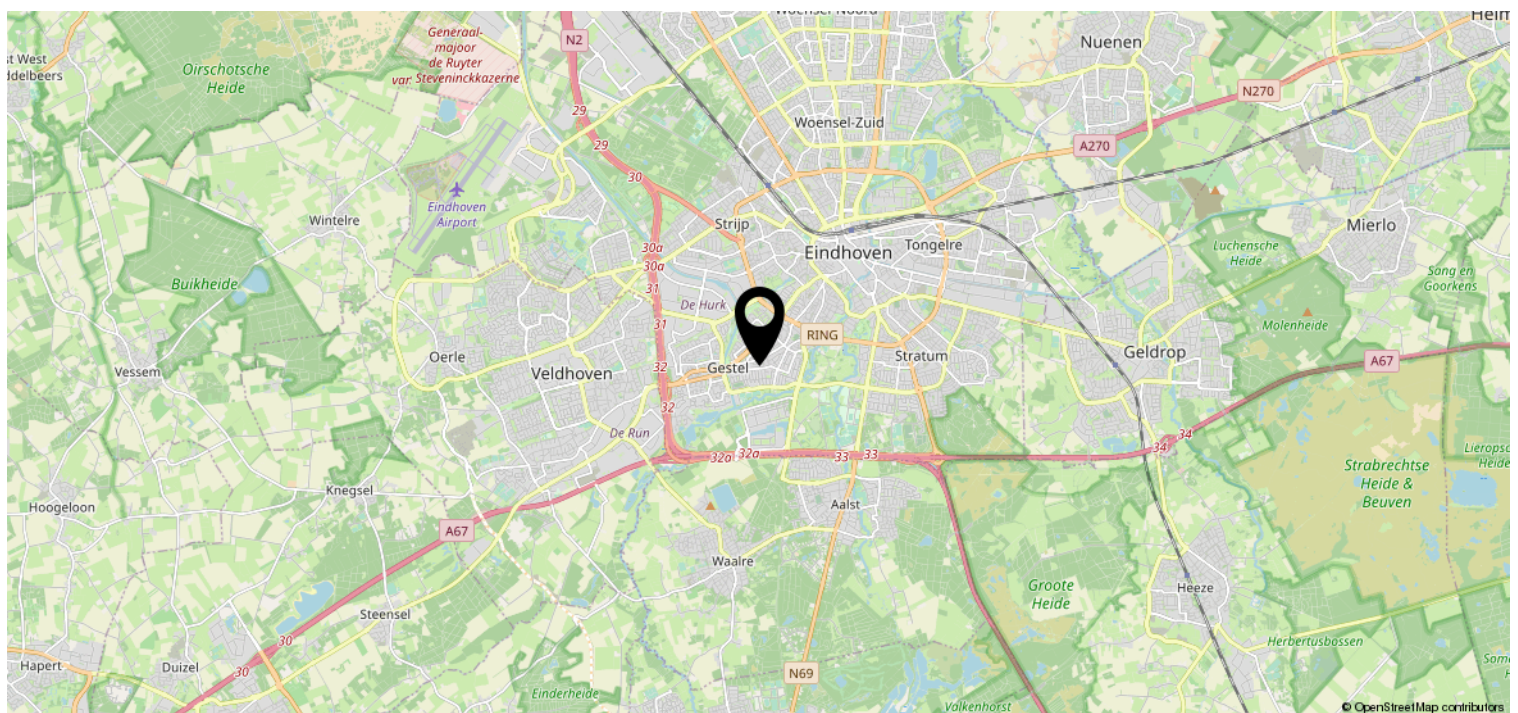 Woensel-Noord
Generaal-
majoor
de Ruyter
van Steveninckkazerne
N2
Nuenen
st West
ddelbeers
Oirschotsche
Heide
N270
29
Woensel-Zuid
29
A270
30
Eindhoven
Airport
Wintelre
Strijp
Mierlo
30a
Eindhoven
Tongelre
Luchensche
Heide
30a
Buikheide
31
De Hurk
Sang en
Goorkens
31
RING
Molenheide
Oerle
Stratum
Geldrop
A67
Vessem
Veldhoven
32
Gestel
32
De Run
34
34
32a
32a
33
33
Lieropsc
Heide
Strabrechtse
Heide &
Beuven
Knegsel
Hoogeloon
Aalst
A67
Waalre
Groote
Heide
Heeze
Steensel
30
Herbertusbossen
Hapert
Duizel
30
N69
Einderheide
Valkenhorst
© OpenStreetMap contributors